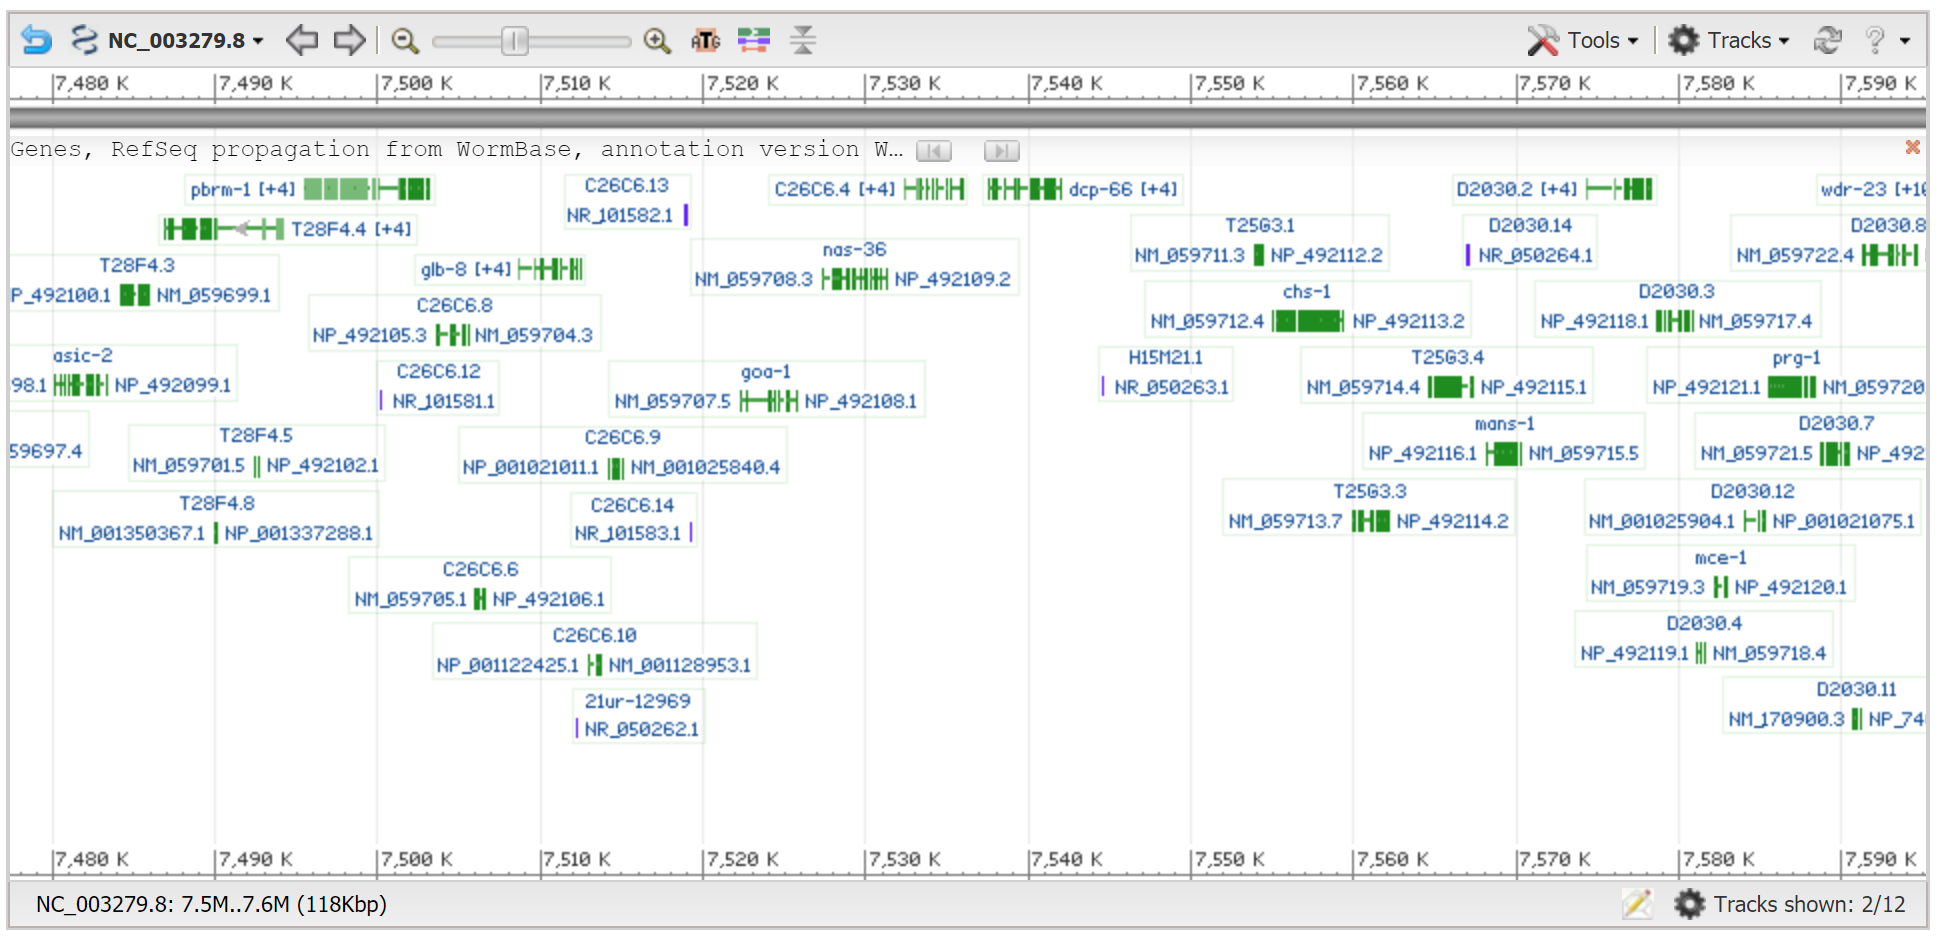 NC_003279.8
Tools Tracks ?
7,480 K 7,490 K 7,500 K 7,510 K 7,520 K 7,530 K 7,540 K 7,550 K 7,560 K 7,570 K 7,580 K 7,590 K
Genes, RefSeq propagation from WormBase, annotation version W...
pbrm-1 [+4]
C26C6.13
NR_101582.1
C26C6.4 [+4]
dcp-66 [+4]
D2030.2 [+4]
wdr-23 [+10
T28F4.4 [+4]
T25G3.1
NM_059711.3 NP_492112.2
D2030.14
NR_050264.1
D2030.8
NM_059722.4
T28F4.3
P_492100.1 NM_059699.1
glb-8 [+4]
nas-36
NM_059708.3 NP_492109.2
C26C6.8
NP_492105.3 NM_059704.3
chs-1
NM_059712.4 NP_492113.2
D2030.3
NP_492118.1 NM_059717.4
asic-2
98.1 NP_492099.1
C26C6.12
NR_101581.1
goa-1
NM_059707.5 NP_492108.1
H15M21.1
NR_050263.1
T25G3.4
NM_059714.4 NP_492115.1
prg-1
NP_492121.1 NM_059720
59697.4
T28F4.5
NM_059701.5 NP_492102.1
C26C6.9
NP_001021011.1 NM_001025840.4
mans-1
NP_492116.1 NM_059715.5
D2030.7
NM_059721.5 NP_492
T28F4.8
NM_001350367.1 NP_001337288.1
C26C6.14
NR_101583.1
T25G3.3
NM_059713.7 NP_492114.2
D2030.12
NM_001025904.1 NP_001021075.1
C26C6.6
NM_059705.1 NP_492106.1
mce-1
NM_059719.3 NP_492120.1
C26C6.10
NP_001122425.1 NM_001128953.1
D2030.4
NP_492119.1 NM_059718.4
21ur-12969
NR_050262.1
D2030.11
NM_170900.3 NP_74
7,480 K 7,490 K 7,500 K 7,510 K 7,520 K 7,530 K 7,540 K 7,550 K 7,560 K 7,570 K 7,580 K 7,590 K
NC_003279.8: 7.5M..7.6M (118Kbp)
Tracks shown: 2/12